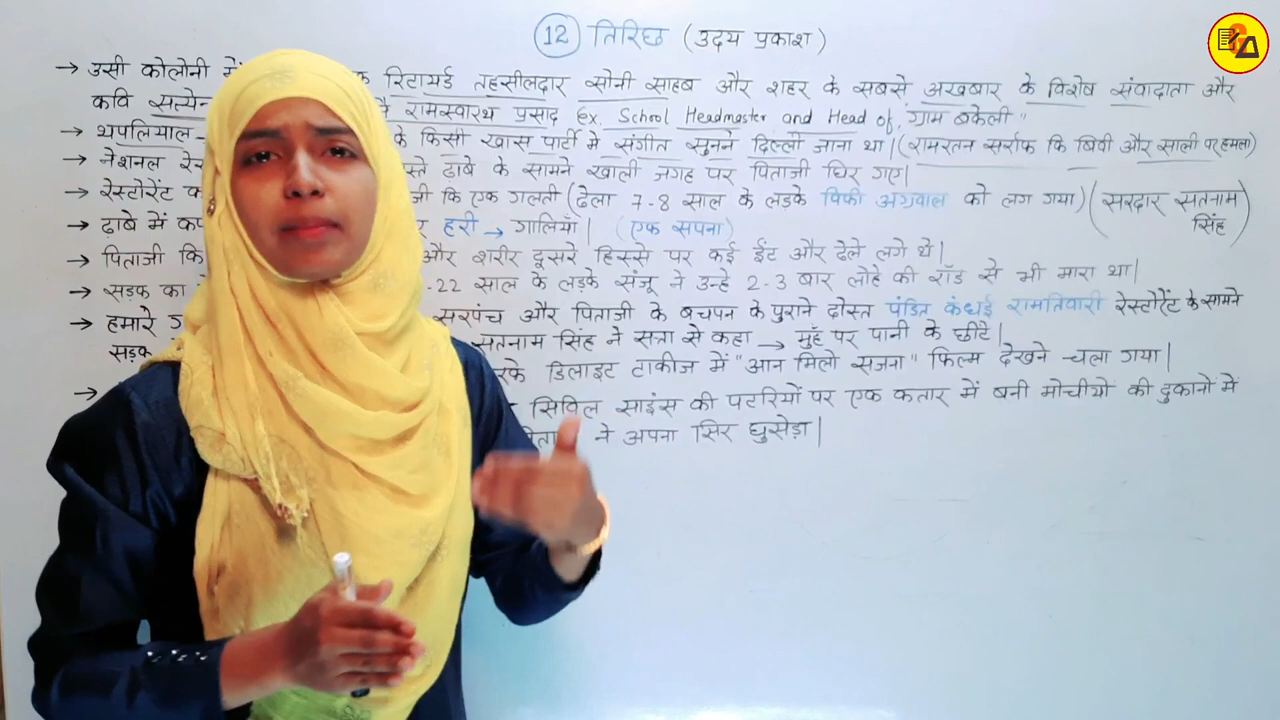 12 तिरिछ (उदय प्रकाश)
→ उसी कोलोनी में रिटायर्ड तहसीलदार सोनी साहब और शहर के सबसे अखबार के विशेष संवादाता और
कवि सत्येन रामस्वारथ प्रसाद Ex. School Headmaster and Head of "ग्राम बकेली"
→ थपलियाल के किसी खास पार्टी मे संगीत सुनने दिल्ली जाना था। (रामरतन सर्राफ कि बिवी और साली पर हमला)
→ नेशनल रेस ढाबे के सामने खाली जगह पर पिताजी घिर गए।
→ रेस्टोरेंट जी कि एक गलती (ढेला 7-8 साल के लडके विक्की अग्रवाल को लग गया) (सरदार सतनाम सिंह)
→ ढाबे में हरी → गालियाँ। (एक सपना)
→ पिताजी कि और शरीर दूसरे हिस्से पर कई ईंट और ढेले लगे थे।
→ सड़क का -22 साल के लड़के संजू ने उन्हे 2-3 बार लोहे की रॉड से भी मारा था।
→ हमारे सरपंच और पिताजी के बचपन के पुराने दोस्त पंडित कंधई रामतिवारी रेस्टोरेंट के सामने
सड़क सतनाम सिंह ने सत्ना से कहा → मुँह पर पानी के छीटे।
डिलाइट टाकीज में "आन मिलो सजना" फिल्म देखने चला गया।
→ सिविल साइंस की पटरियों पर एक कतार में बनी मोचीयों की दुकानो मे
ने अपना सिर घुसेड़ा।